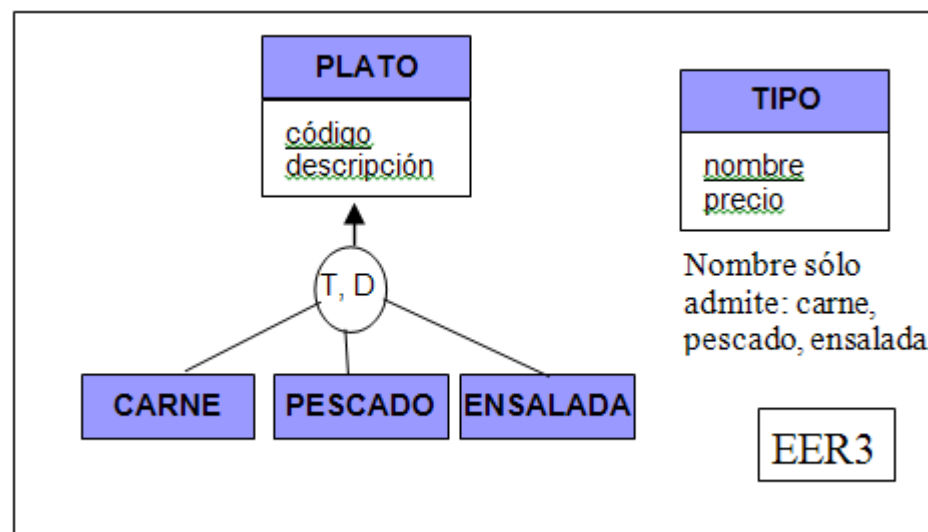 PLATO
código
descripción
TIPO
nombre
precio
Nombre sólo
admite: carne,
pescado, ensalada
T, D
CARNE
PESCADO
ENSALADA
EER3